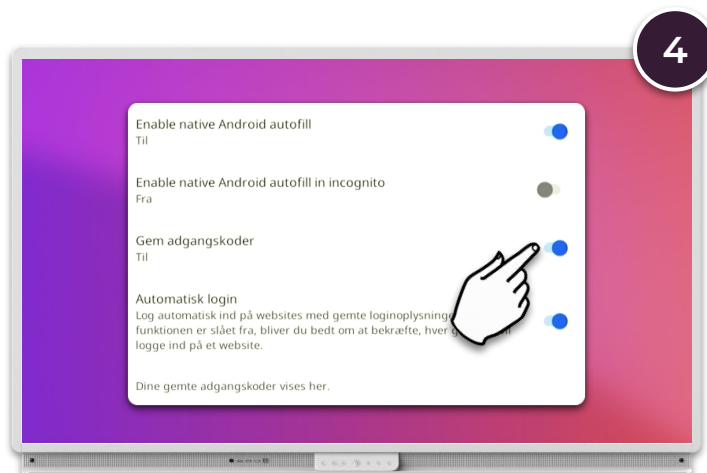 4
Enable native Android autofill
Til
Enable native Android autofill in incognito
Fra
Gem adgangskoder
Til
Automatisk login
Log automatisk ind på websites med gemte
funktionen er slået fra, bliver du bedt om at bekræfte, hver
logge ind på et website.
Dine gemte adgangskoder vises her.